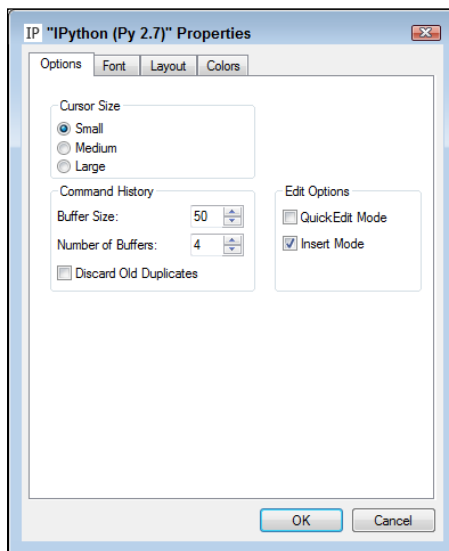 IP "IPython (Py 2.7)" Properties
Options Font Layout Colors
Cursor Size
Small
Medium
Large
Command History
Buffer Size: 50
Number of Buffers: 4
Discard Old Duplicates
Edit Options
QuickEdit Mode
Insert Mode
OK Cancel